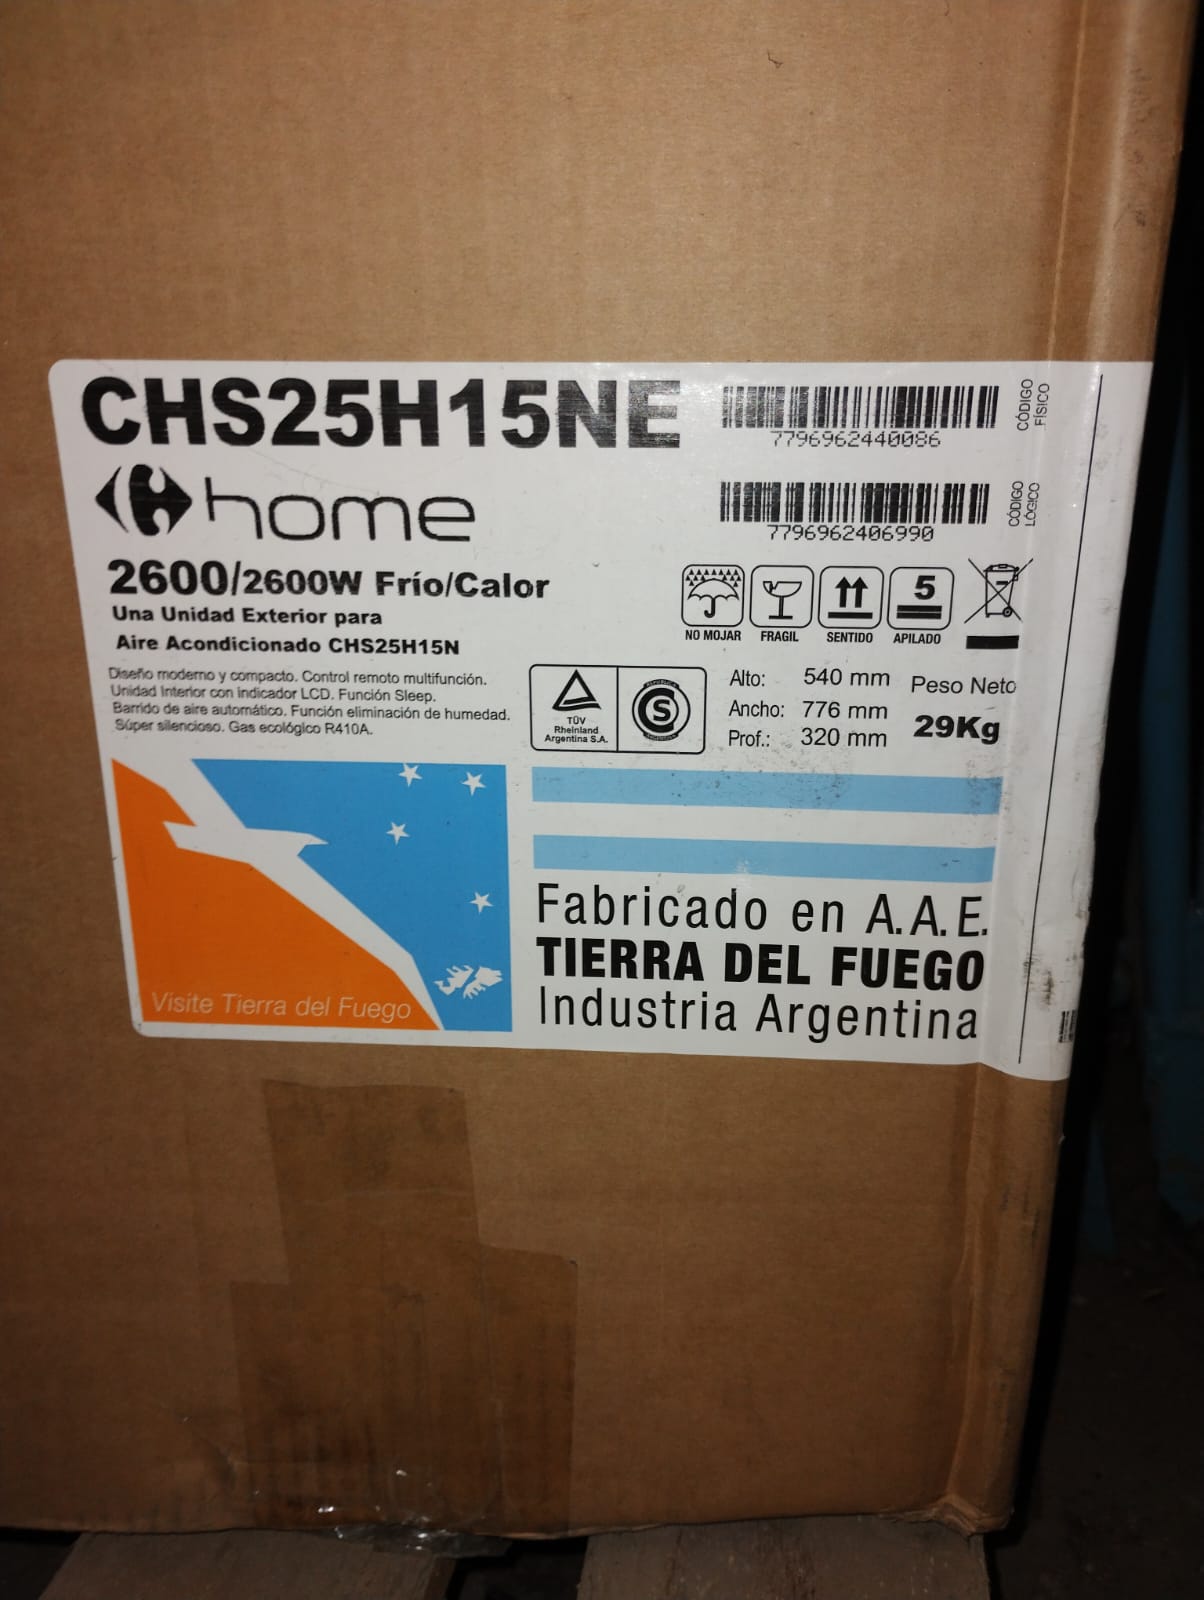 CHS25H15NE
7796962440086
CÓDIGO
FÍSICO
home
7796962406990
CÓDIGO
LÓGICO
2600/2600W Frío/Calor
Una Unidad Exterior para
Aire Acondicionado CHS25H15N
5
NO MOJAR
FRAGIL
SENTIDO
APILADO
Diseño moderno y compacto. Control remoto multifunción.
Unidad Interior con indicador LCD. Función Sleep.
Barrido de aire automático. Función eliminación de humedad.
Súper silencioso. Gas ecológico R410A.
TÜV
Rheinland
Argentina S.A.
S
Alto: 540 mm
Ancho: 776 mm
Prof.: 320 mm
Peso Neto
29Kg
Visite Tierra del Fuego
Fabricado en A.A.E.
TIERRA DEL FUEGO
Industria Argentina